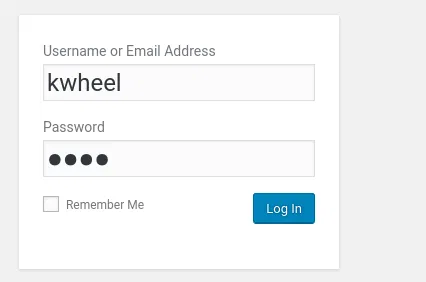 Username or Email Address
kwheel
Password
●●●●
Remember Me
Log In